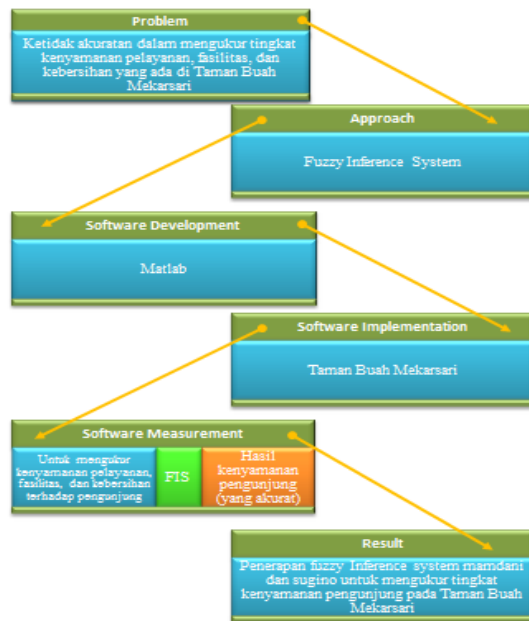 Problem
Ketidak akuratan dalam mengukur tingkat
kenyamanan pelayanan, fasilitas, dan
kebersihan yang ada di Taman Buah
Mekarsari
Approach
Fuzzy Inference System
Software Development
Matlab
Software Implementation
Taman Buah Mekarsari
Software Measurement
Untuk mengukur
kenyamanan pelayanan,
fasilitas, dan kebersihan
terhadap pengunjung
FIS
Hasil
kenyamanan
pengunjung
(yang akurat)
Result
Penerapan fuzzy Inference system mamdani
dan sugino untuk mengukur tingkat
kenyamanan pengunjung pada Taman Buah
Mekarsari